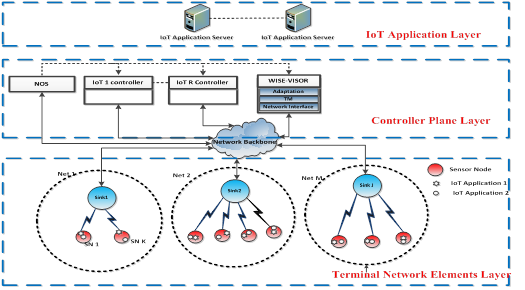 IoT Application Server
IoT Application Server
IoT Application Layer
NOS
IoT 1 controller
IoT R Controller
WISE-VISOR
Adaptation
TM
Network Interface
Controller Plane Layer
Network Backbone
Net 1
Net 2
Net M
Sink1
Sink2
Sink J
Sensor Node
IoT Application 1
IoT Application 2
SN 1
SN K
Terminal Network Elements Layer